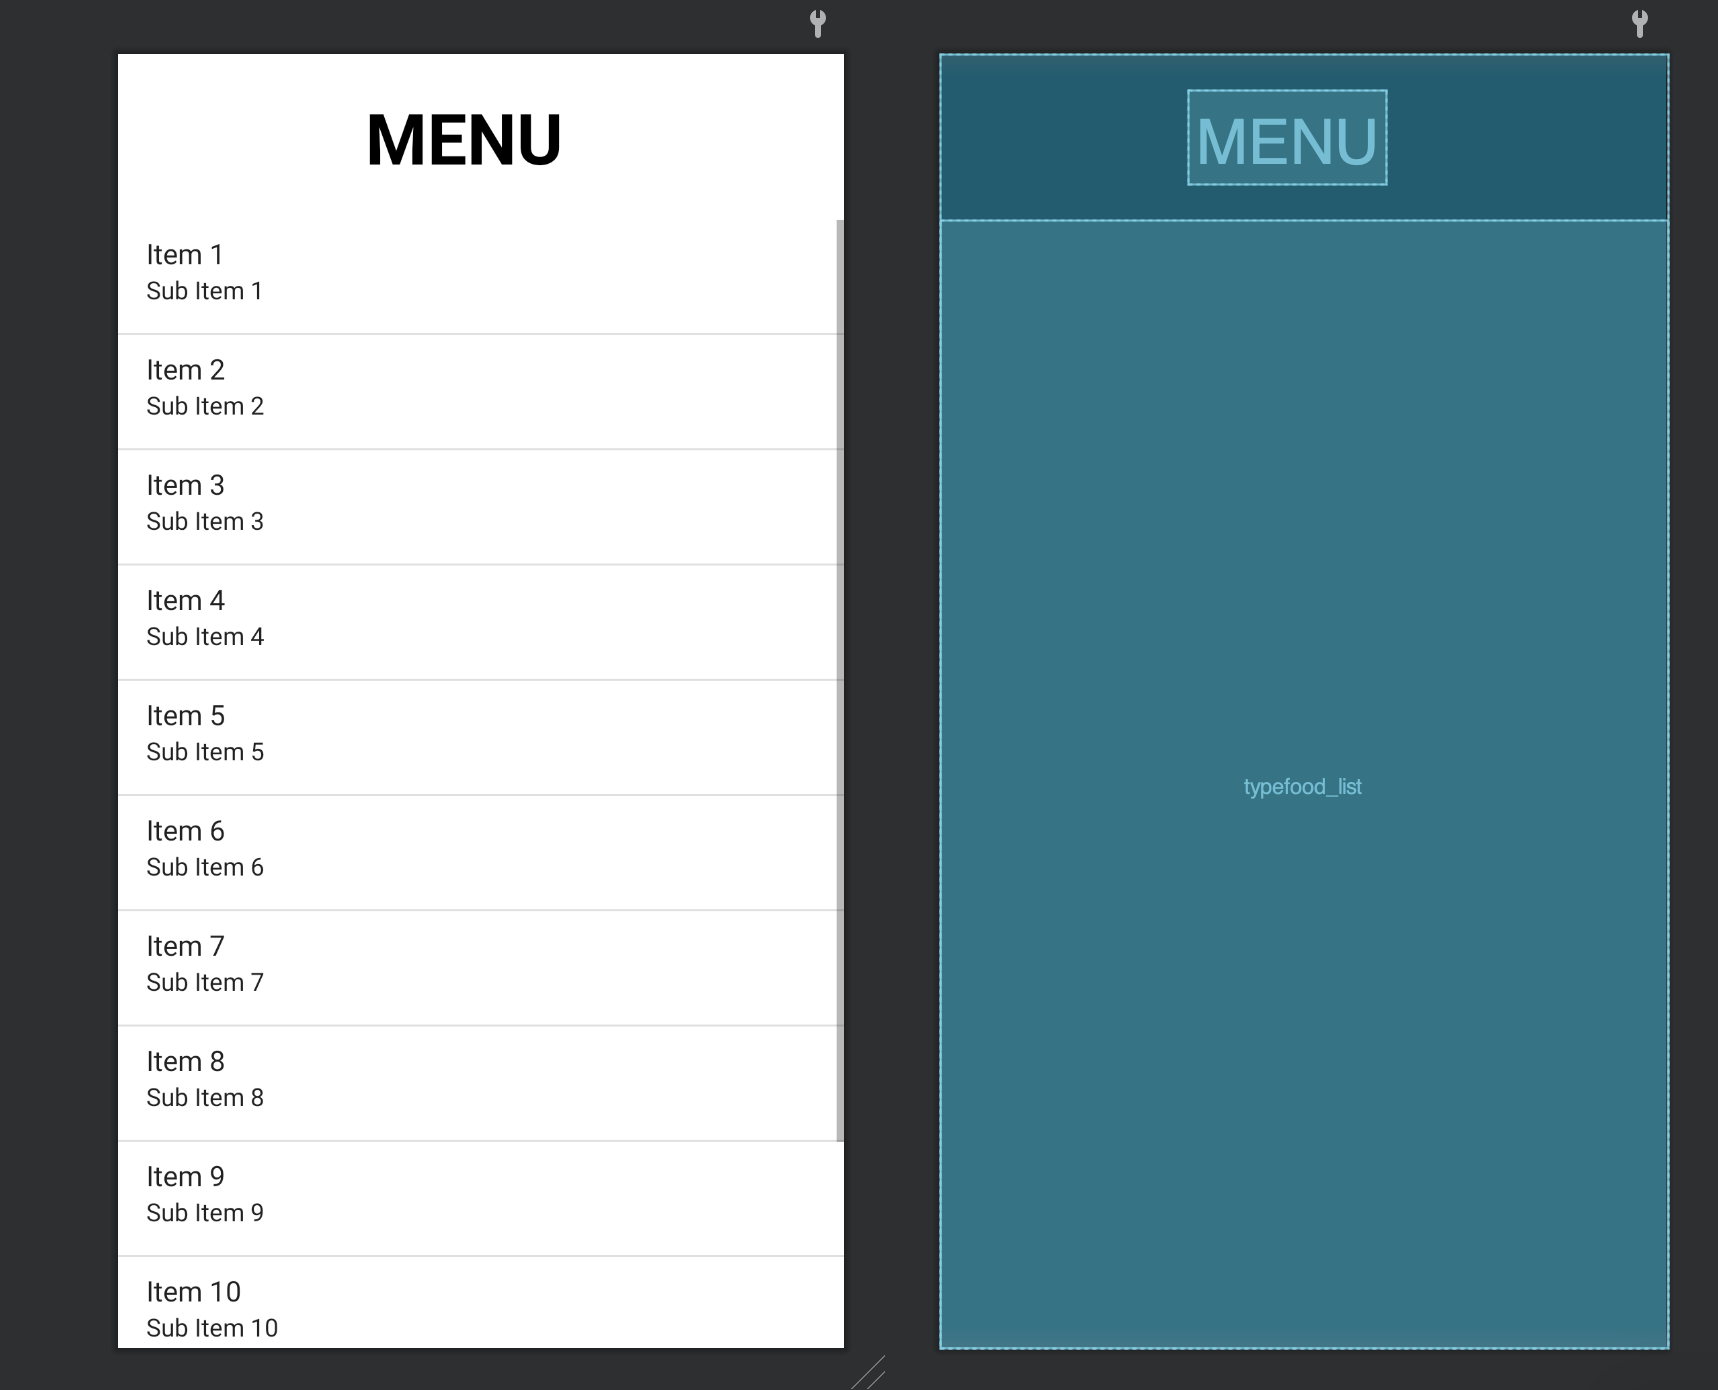 MENU
Item 1
Sub Item 1
Item 2
Sub Item 2
Item 3
Sub Item 3
Item 4
Sub Item 4
Item 5
Sub Item 5
Item 6
Sub Item 6
Item 7
Sub Item 7
Item 8
Sub Item 8
Item 9
Sub Item 9
Item 10
Sub Item 10
MENU
typefood_list